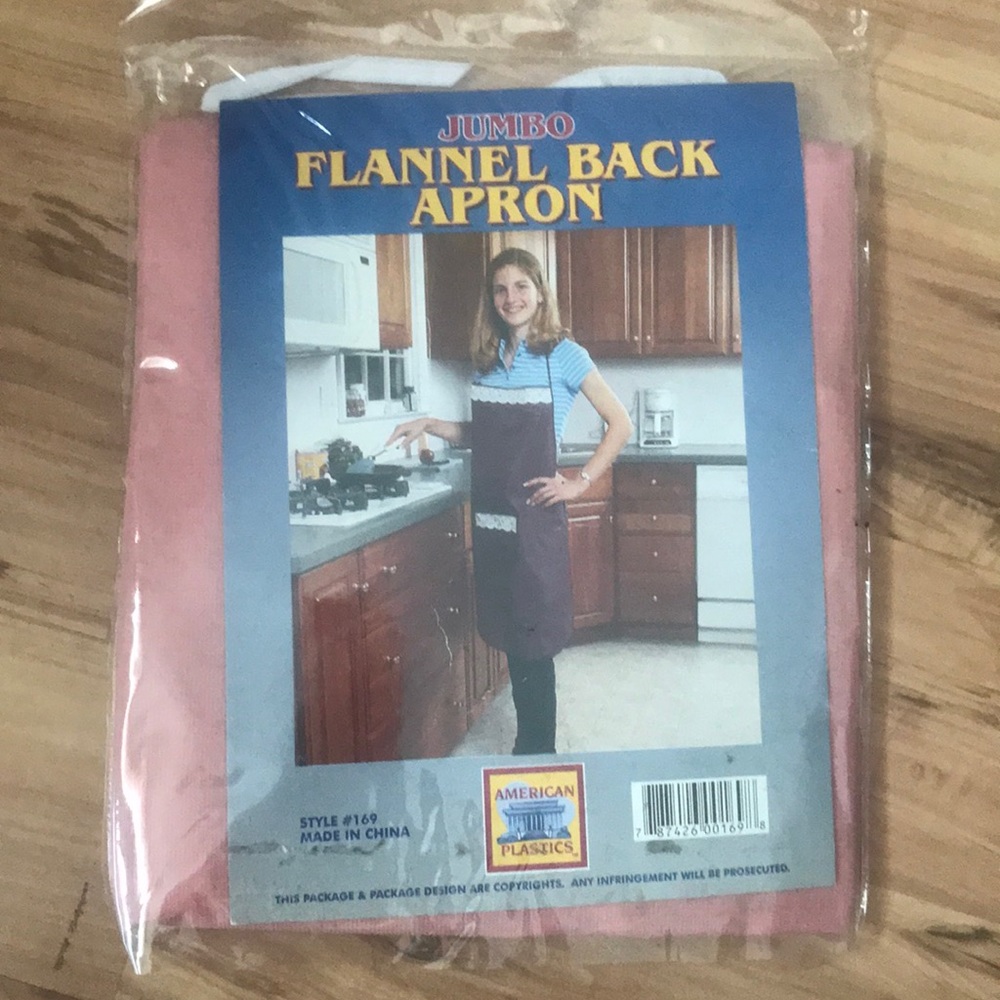 JUMBO
FLANNEL BACK
APRON
STYLE #169
MADE IN CHINA
AMERICAN
PLASTICS
7 87426 00169 8
THIS PACKAGE & PACKAGE DESIGN ARE COPYRIGHTS. ANY INFRINGEMENT WILL BE PROSECUTED.